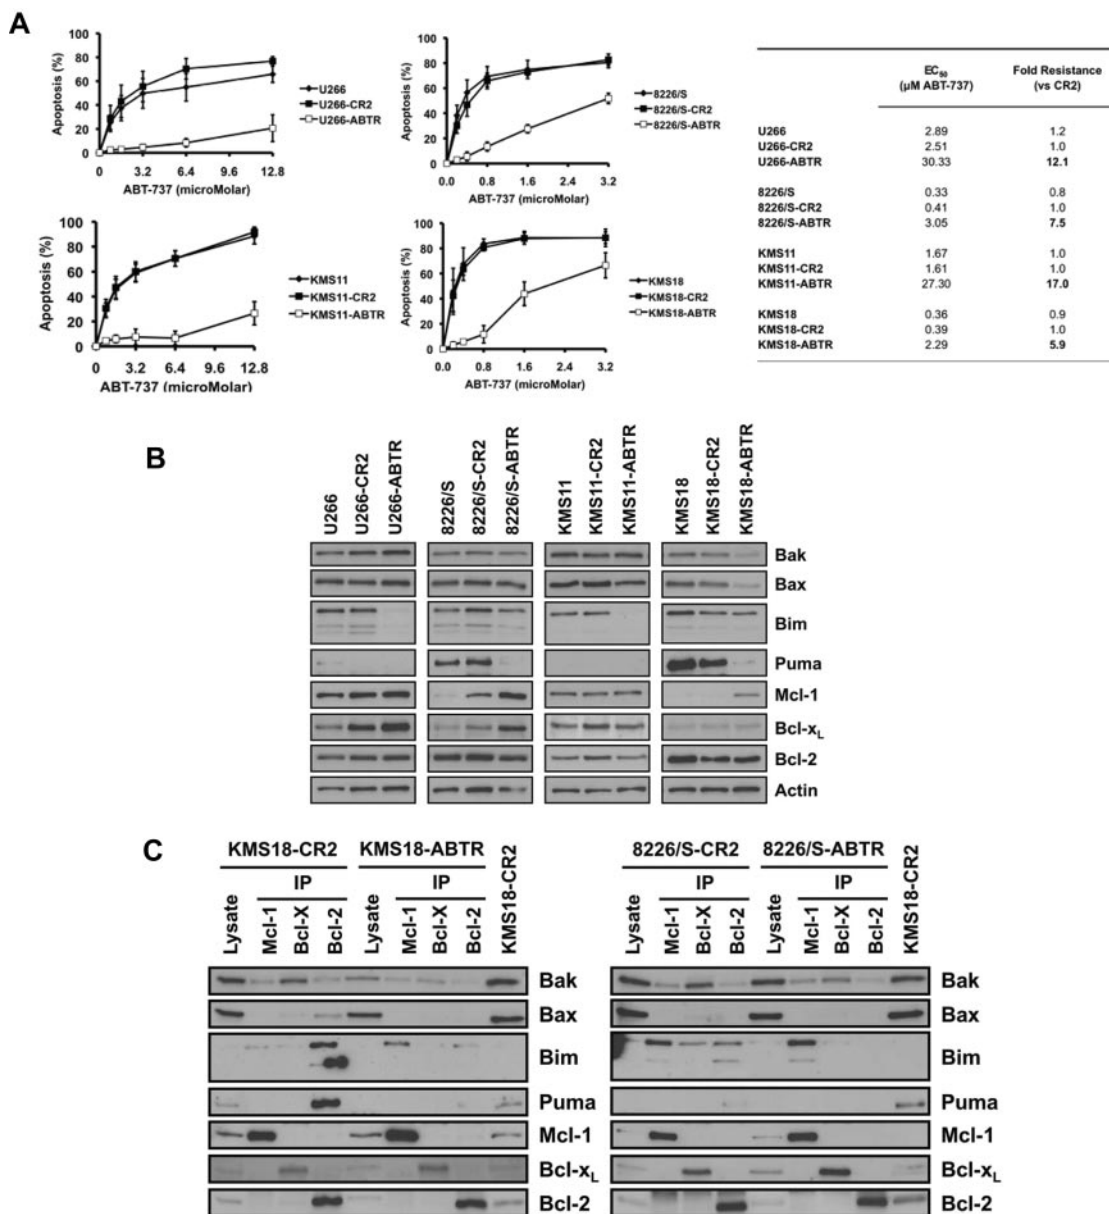 A
Apoptosis (%)
100
80
60
40
20
0
0 3.2 6.4 9.6 12.8
ABT-737 (microMolar)
U266
U266-CR2
U266-ABTR
Apoptosis (%)
100
80
60
40
20
0
0.0 0.8 1.6 2.4 3.2
ABT-737 (microMolar)
8226/S
8226/S-CR2
8226/S-ABTR
Apoptosis (%)
100
80
60
40
20
0
0 3.2 6.4 9.6 12.8
ABT-737 (microMolar)
KMS11
KMS11-CR2
KMS11-ABTR
Apoptosis (%)
100
80
60
40
20
0
0.0 0.8 1.6 2.4 3.2
ABT-737 (microMolar)
KMS18
KMS18-CR2
KMS18-ABTR
EC50 Fold Resistance
(µM ABT-737) (vs CR2)
U266 2.89 1.2
U266-CR2 2.51 1.0
U266-ABTR 30.33 12.1
8226/S 0.33 0.8
8226/S-CR2 0.41 1.0
8226/S-ABTR 3.05 7.5
KMS11 1.67 1.0
KMS11-CR2 1.61 1.0
KMS11-ABTR 27.30 17.0
KMS18 0.36 0.9
KMS18-CR2 0.39 1.0
KMS18-ABTR 2.29 5.9
B
U266 U266-CR2 U266-ABTR 8226/S 8226/S-CR2 8226/S-ABTR KMS11 KMS11-CR2 KMS11-ABTR KMS18 KMS18-CR2 KMS18-ABTR
Bak
Bax
Bim
Puma
Mcl-1
Bcl-xL
Bcl-2
Actin
C
KMS18-CR2 KMS18-ABTR
IP IP
Lysate Mcl-1 Bcl-X Bcl-2 Lysate Mcl-1 Bcl-X Bcl-2 KMS18-CR2
Bak
Bax
Bim
Puma
Mcl-1
Bcl-xL
Bcl-2
8226/S-CR2 8226/S-ABTR
IP IP
Lysate Mcl-1 Bcl-X Bcl-2 Lysate Mcl-1 Bcl-X Bcl-2 KMS18-CR2
Bak
Bax
Bim
Puma
Mcl-1
Bcl-xL
Bcl-2